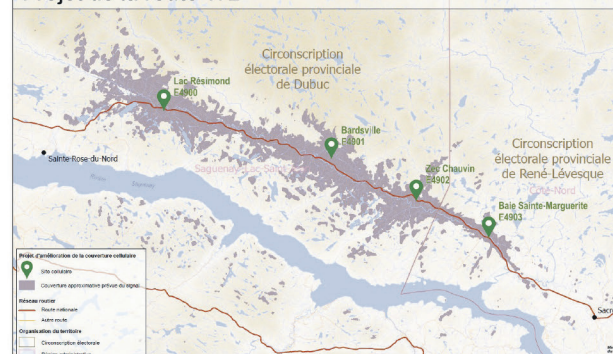 Circonscription
électorale provinciale
de Dubuc
Lac Résimond
E4900
Bardsville
E4901
Circonscription
électorale provinciale
de René-Lévesque
Sainte-Rose-du-Nord
Zec Chauvin
E4902
Côte-Nord
Baie Sainte-Marguerite
E4903
Projet d'amélioration de la couverture cellulaire
Site cellulaire
Couverture approximative prévue du signal
Réseau routier
Route nationale
Autre route
Organisation du territoire
Circonscription électorale
Sacré